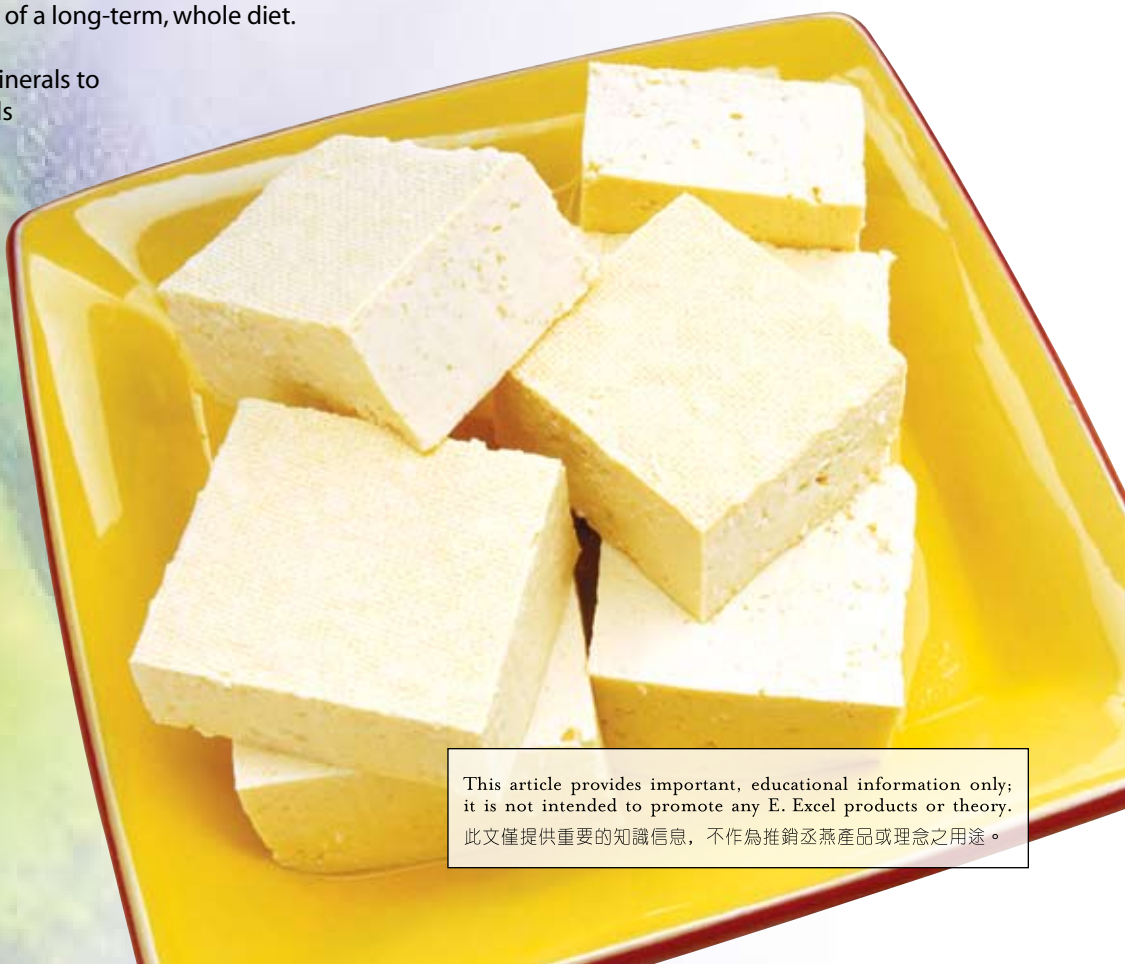 of a long-term, whole diet.
inerals to
ls
This article provides important, educational information only;
it is not intended to promote any E. Excel products or theory.
此文僅提供重要的知識信息，不作為推銷丞燕產品或理念之用途。